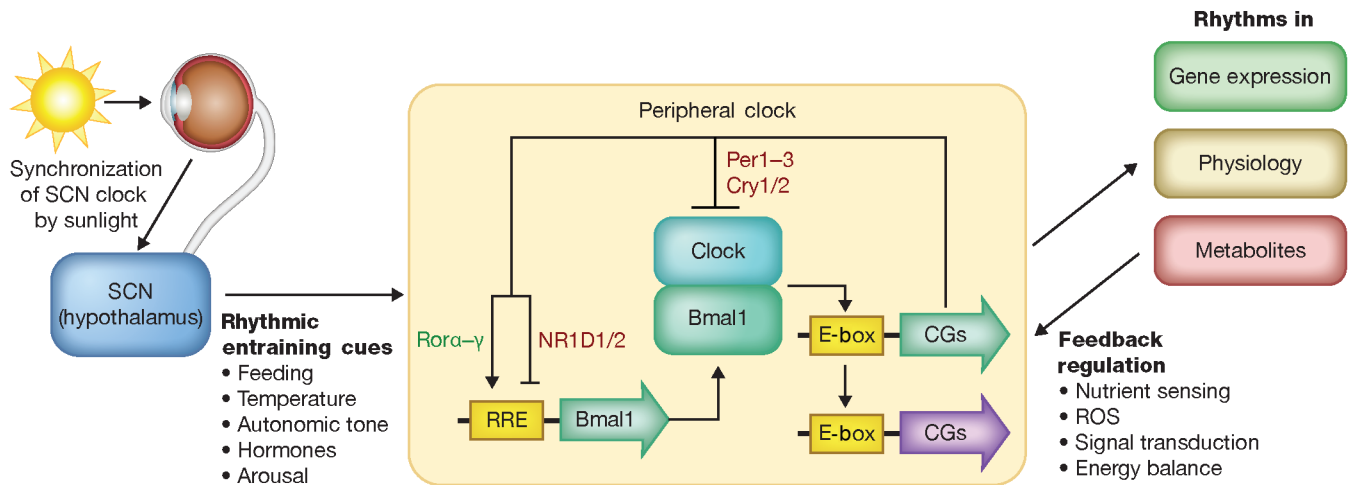 Synchronization
of SCN clock
by sunlight
SCN
(hypothalamus)
Rhythmic
entraining cues
• Feeding
• Temperature
• Autonomic tone
• Hormones
• Arousal
Peripheral clock
Per1–3
Cry1/2
Clock
Bmal1
Rorα–γ
NR1D1/2
RRE
Bmal1
E-box
CGs
E-box
CGs
Rhythms in
Gene expression
Physiology
Metabolites
Feedback
regulation
• Nutrient sensing
• ROS
• Signal transduction
• Energy balance